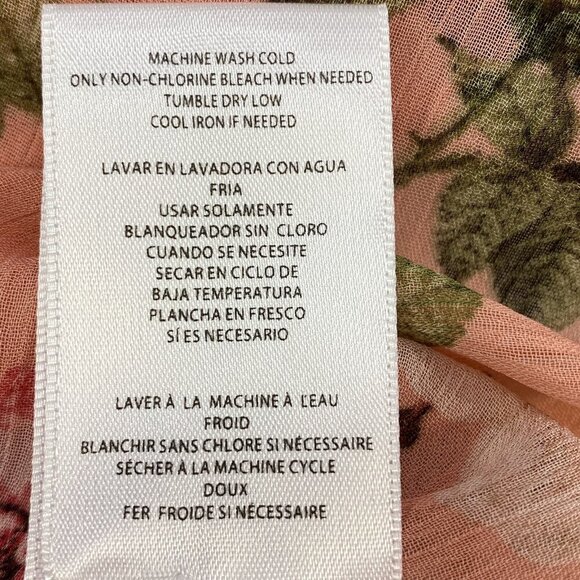 MACHINE WASH COLD
ONLY NON-CHLORINE BLEACH WHEN NEEDED
TUMBLE DRY LOW
COOL IRON IF NEEDED
LAVAR EN LAVADORA CON AGUA
FRIA
USAR SOLAMENTE
BLANQUEADOR SIN CLORO
CUANDO SE NECESITE
SECAR EN CICLO DE
BAJA TEMPERATURA
PLANCHA EN FRESCO
SÍ ES NECESARIO
LAVER À LA MACHINE À L'EAU
FROID
BLANCHIR SANS CHLORE SI NÉCESSAIRE
SÉCHER À LA MACHINE CYCLE
DOUX
FER FROIDE SI NÉCESSAIRE